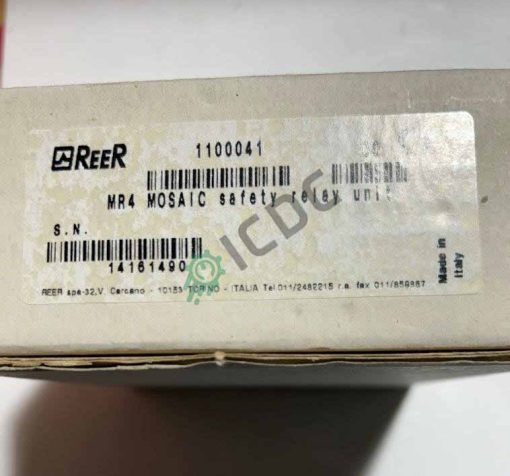 REER 1100041
MR4 MOSAIC safety relay unit
S.N.
14161490
Made in
Italy
REER spa-32,V. Carcano - 10153 TORINO - ITALIA Tel.011/2482215 r.a. fax 011/859867
ICDC